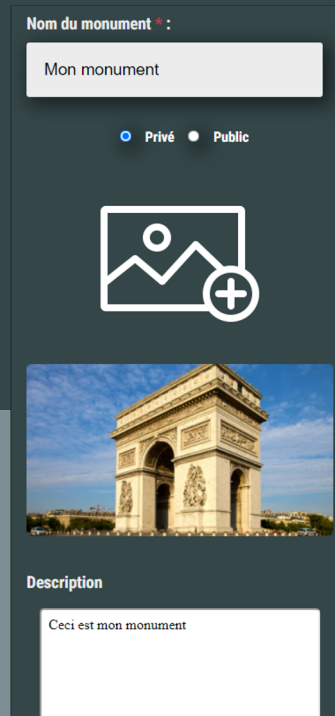 Nom du monument * :
Mon monument
Privé Public
Description
Ceci est mon monument